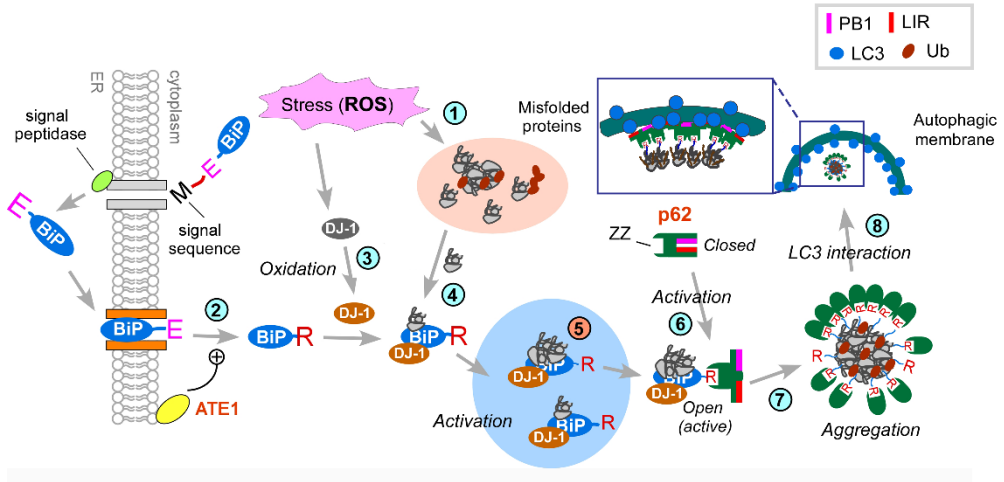 PB1
LIR
LC3
Ub
ER
cytoplasm
signal
peptidase
E
BiP
M
E
BiP
signal
sequence
Stress (ROS)
1
Misfolded
proteins
R R R R R R
Autophagic
membrane
DJ-1
Oxidation
3
DJ-1
4
p62
ZZ
Closed
8
LC3 interaction
BiP
E
2
+
ATE1
BiP
R
BiP
R
DJ-1
5
DJ-1
BiP
R
DJ-1
BiP
R
Activation
Activation
6
BiP
R
DJ-1
Open
(active)
7
R R R R R R
R
R
R R R R R
Aggregation